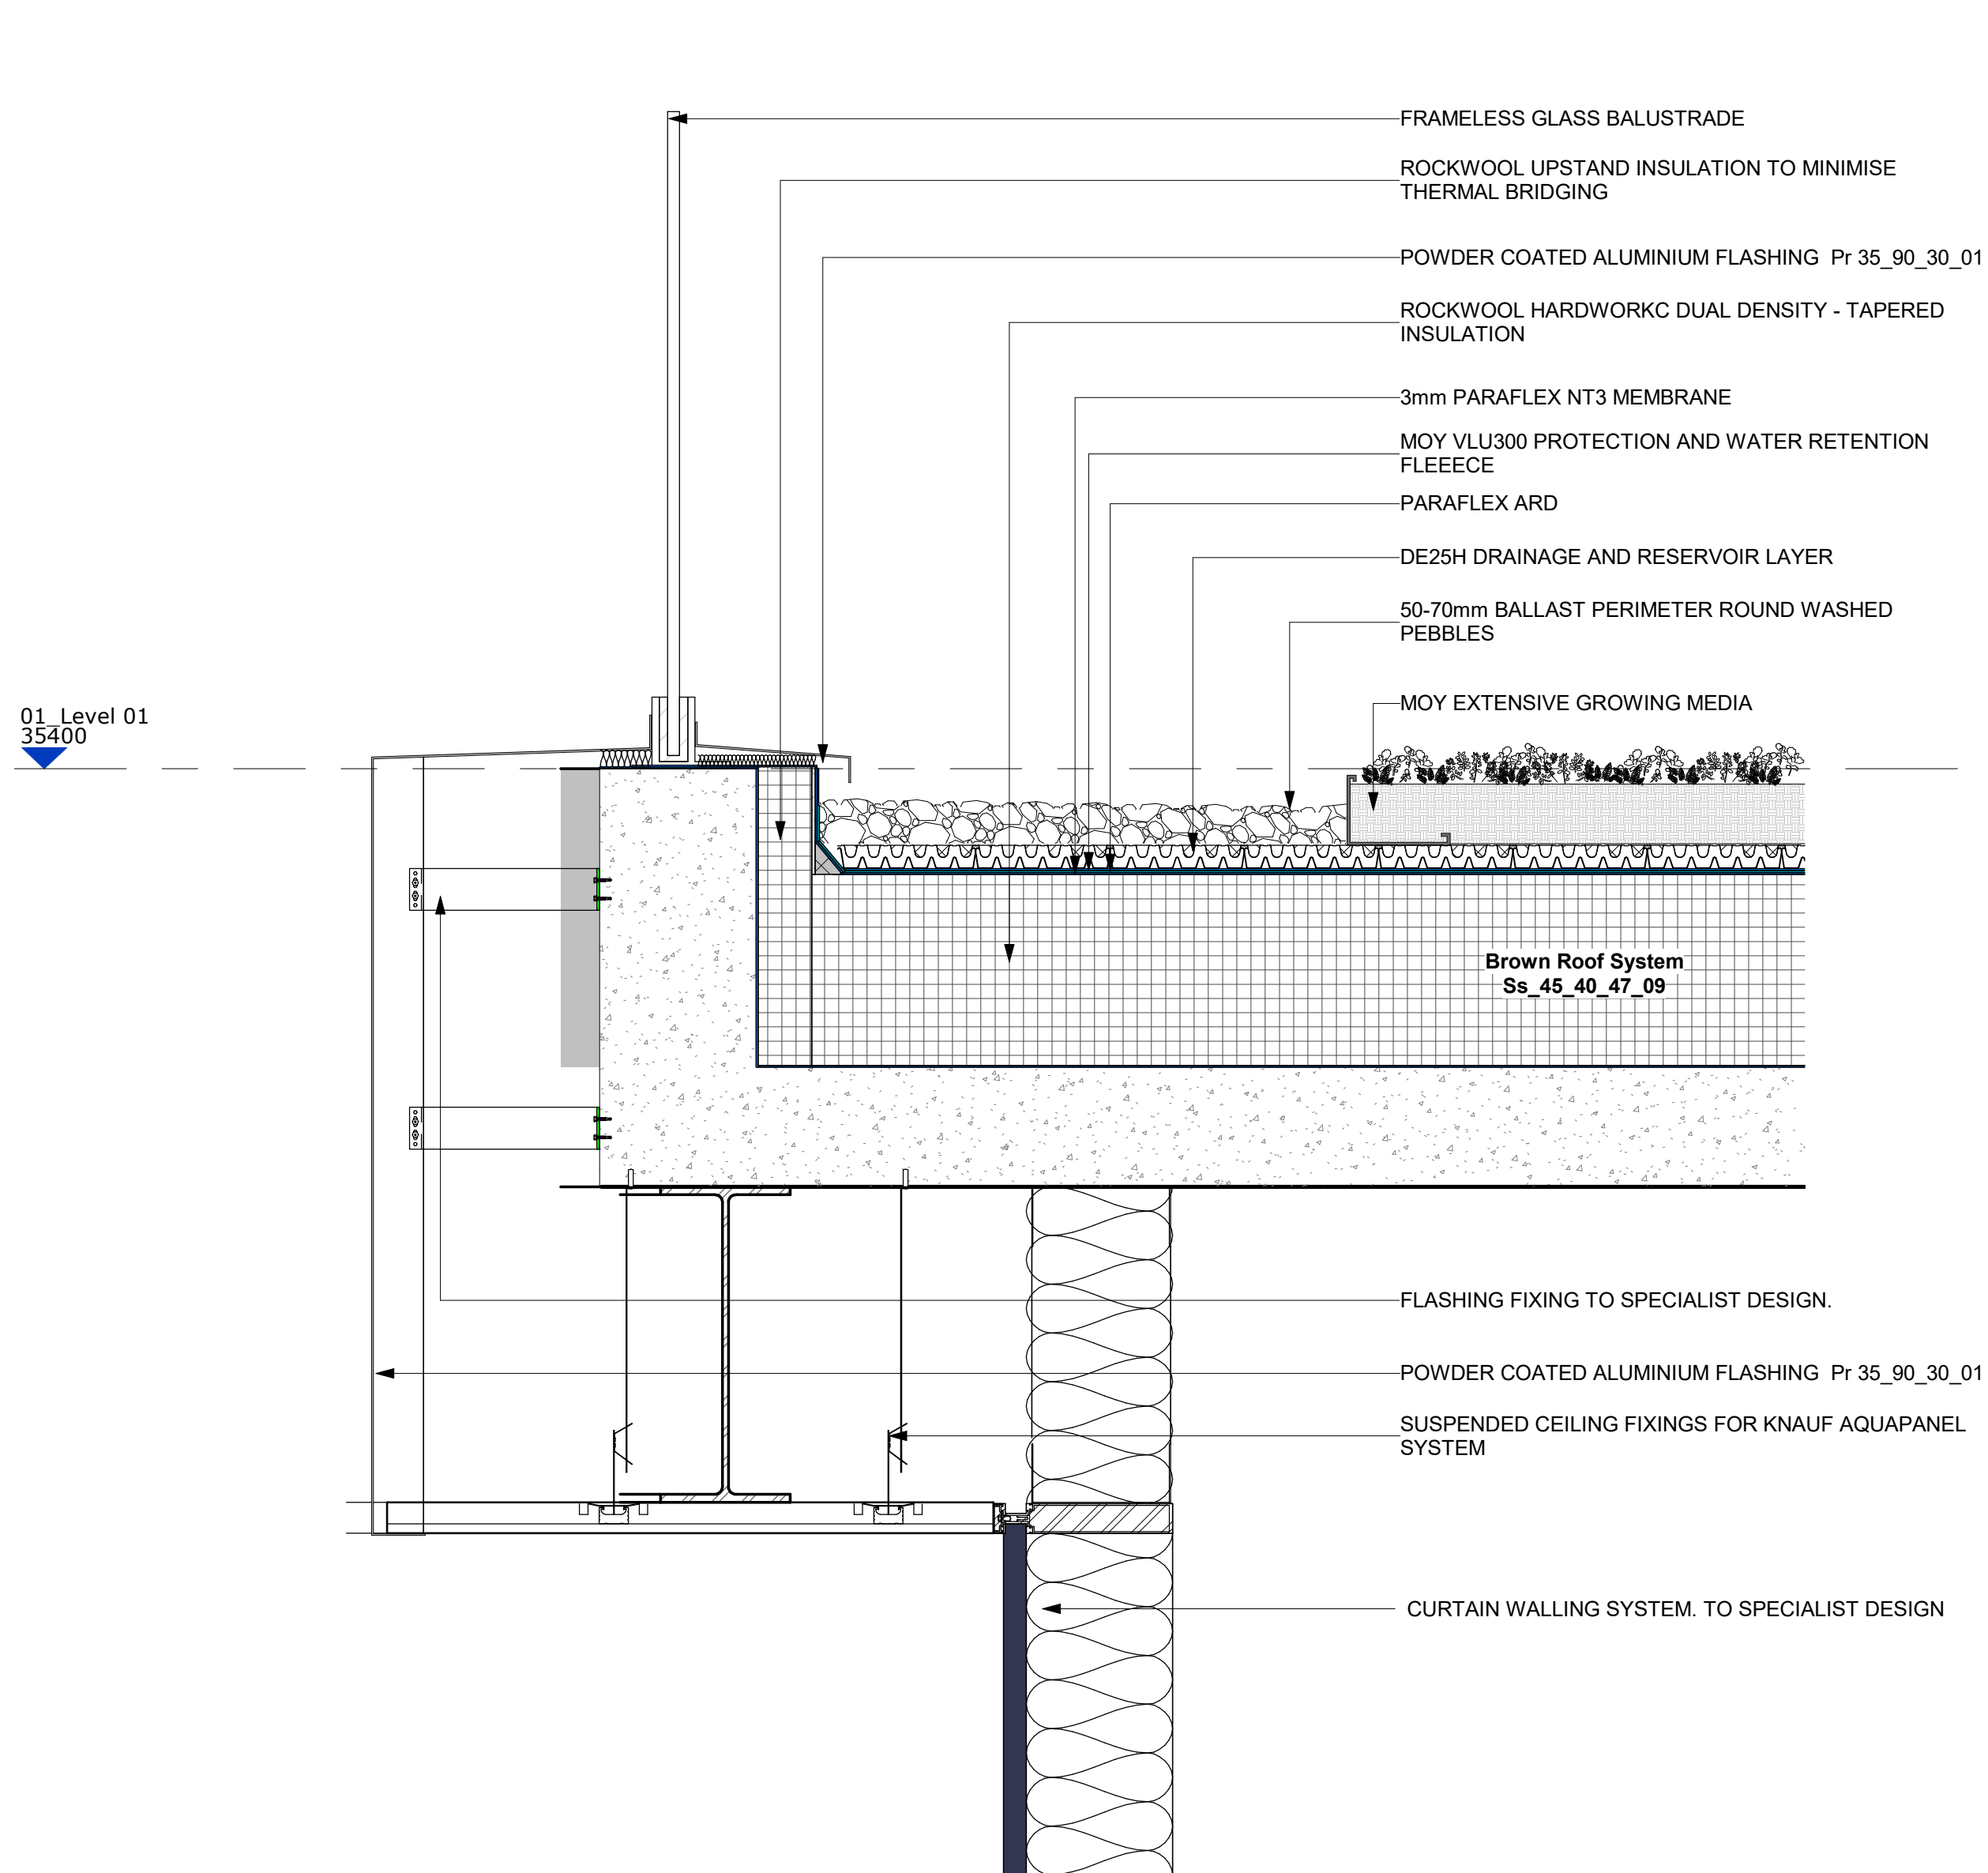 FRAMELESS GLASS BALUSTRADE
ROCKWOOL UPSTAND INSULATION TO MINIMISE
THERMAL BRIDGING
POWDER COATED ALUMINIUM FLASHING  Pr 35_90_30_01
ROCKWOOL HARDWORKC DUAL DENSITY - TAPERED
INSULATION
3mm PARAFLEX NT3 MEMBRANE
MOY VLU300 PROTECTION AND WATER RETENTION
FLEEECE
PARAFLEX ARD
DE25H DRAINAGE AND RESERVOIR LAYER
50-70mm BALLAST PERIMETER ROUND WASHED
PEBBLES
MOY EXTENSIVE GROWING MEDIA
01_Level 01
35400
Brown Roof System
Ss_45_40_47_09
FLASHING FIXING TO SPECIALIST DESIGN.
POWDER COATED ALUMINIUM FLASHING  Pr 35_90_30_01
SUSPENDED CEILING FIXINGS FOR KNAUF AQUAPANEL
SYSTEM
CURTAIN WALLING SYSTEM. TO SPECIALIST DESIGN